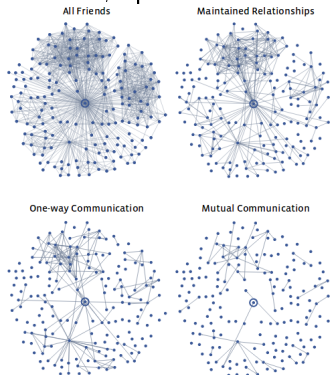 All Friends
Maintained Relationships
One-way Communication
Mutual Communication